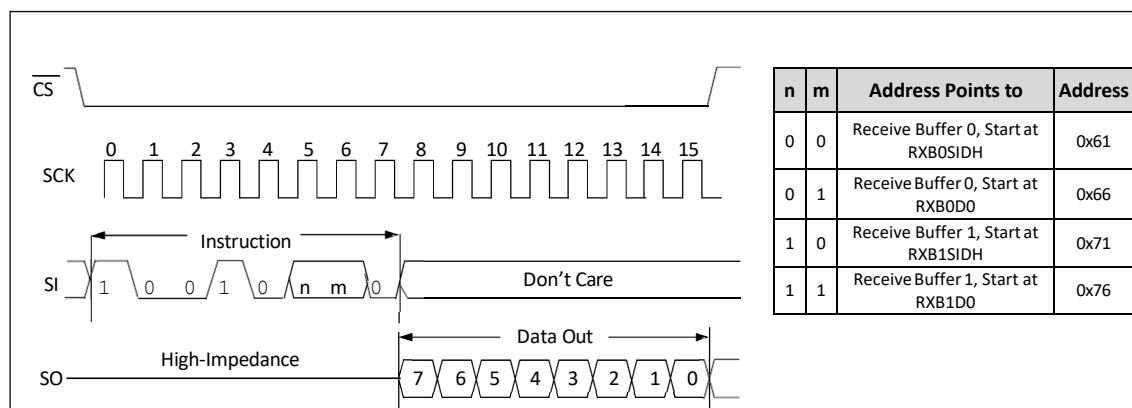 CS
SCK
0 1 2 3 4 5 6 7 8 9 10 11 12 13 14 15
Instruction
SI
1 0 0 1 0 n m 0
Don't Care
Data Out
High-Impedance
SO
7 6 5 4 3 2 1 0
n m Address Points to Address
0 0 Receive Buffer 0, Start at RXB0SIDH 0x61
0 1 Receive Buffer 0, Start at RXB0D0 0x66
1 0 Receive Buffer 1, Start at RXB1SIDH 0x71
1 1 Receive Buffer 1, Start at RXB1D0 0x76